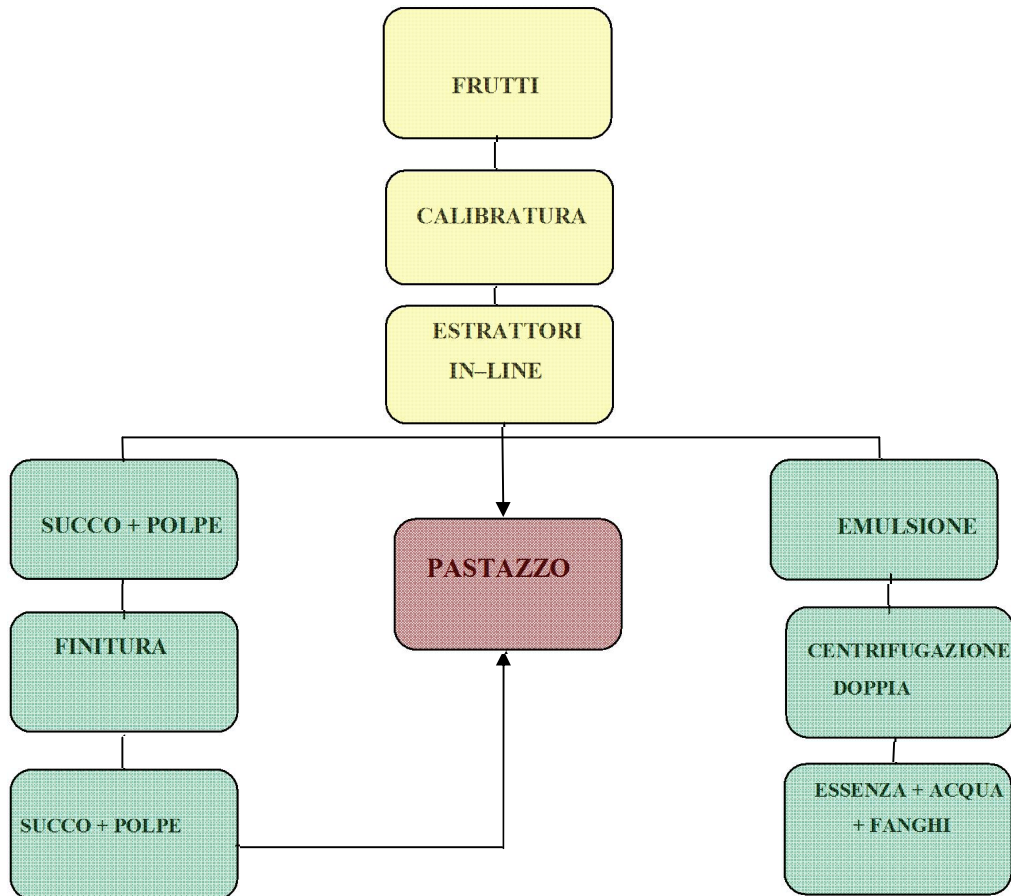 FRUTTI
CALIBRATURA
ESTRATTORI
IN–LINE
SUCCO + POLPE
PASTAZZO
EMULSIONE
FINITURA
CENTRIFUGAZIONE
DOPPIA
SUCCO + POLPE
ESSENZA + ACQUA
+ FANGHI